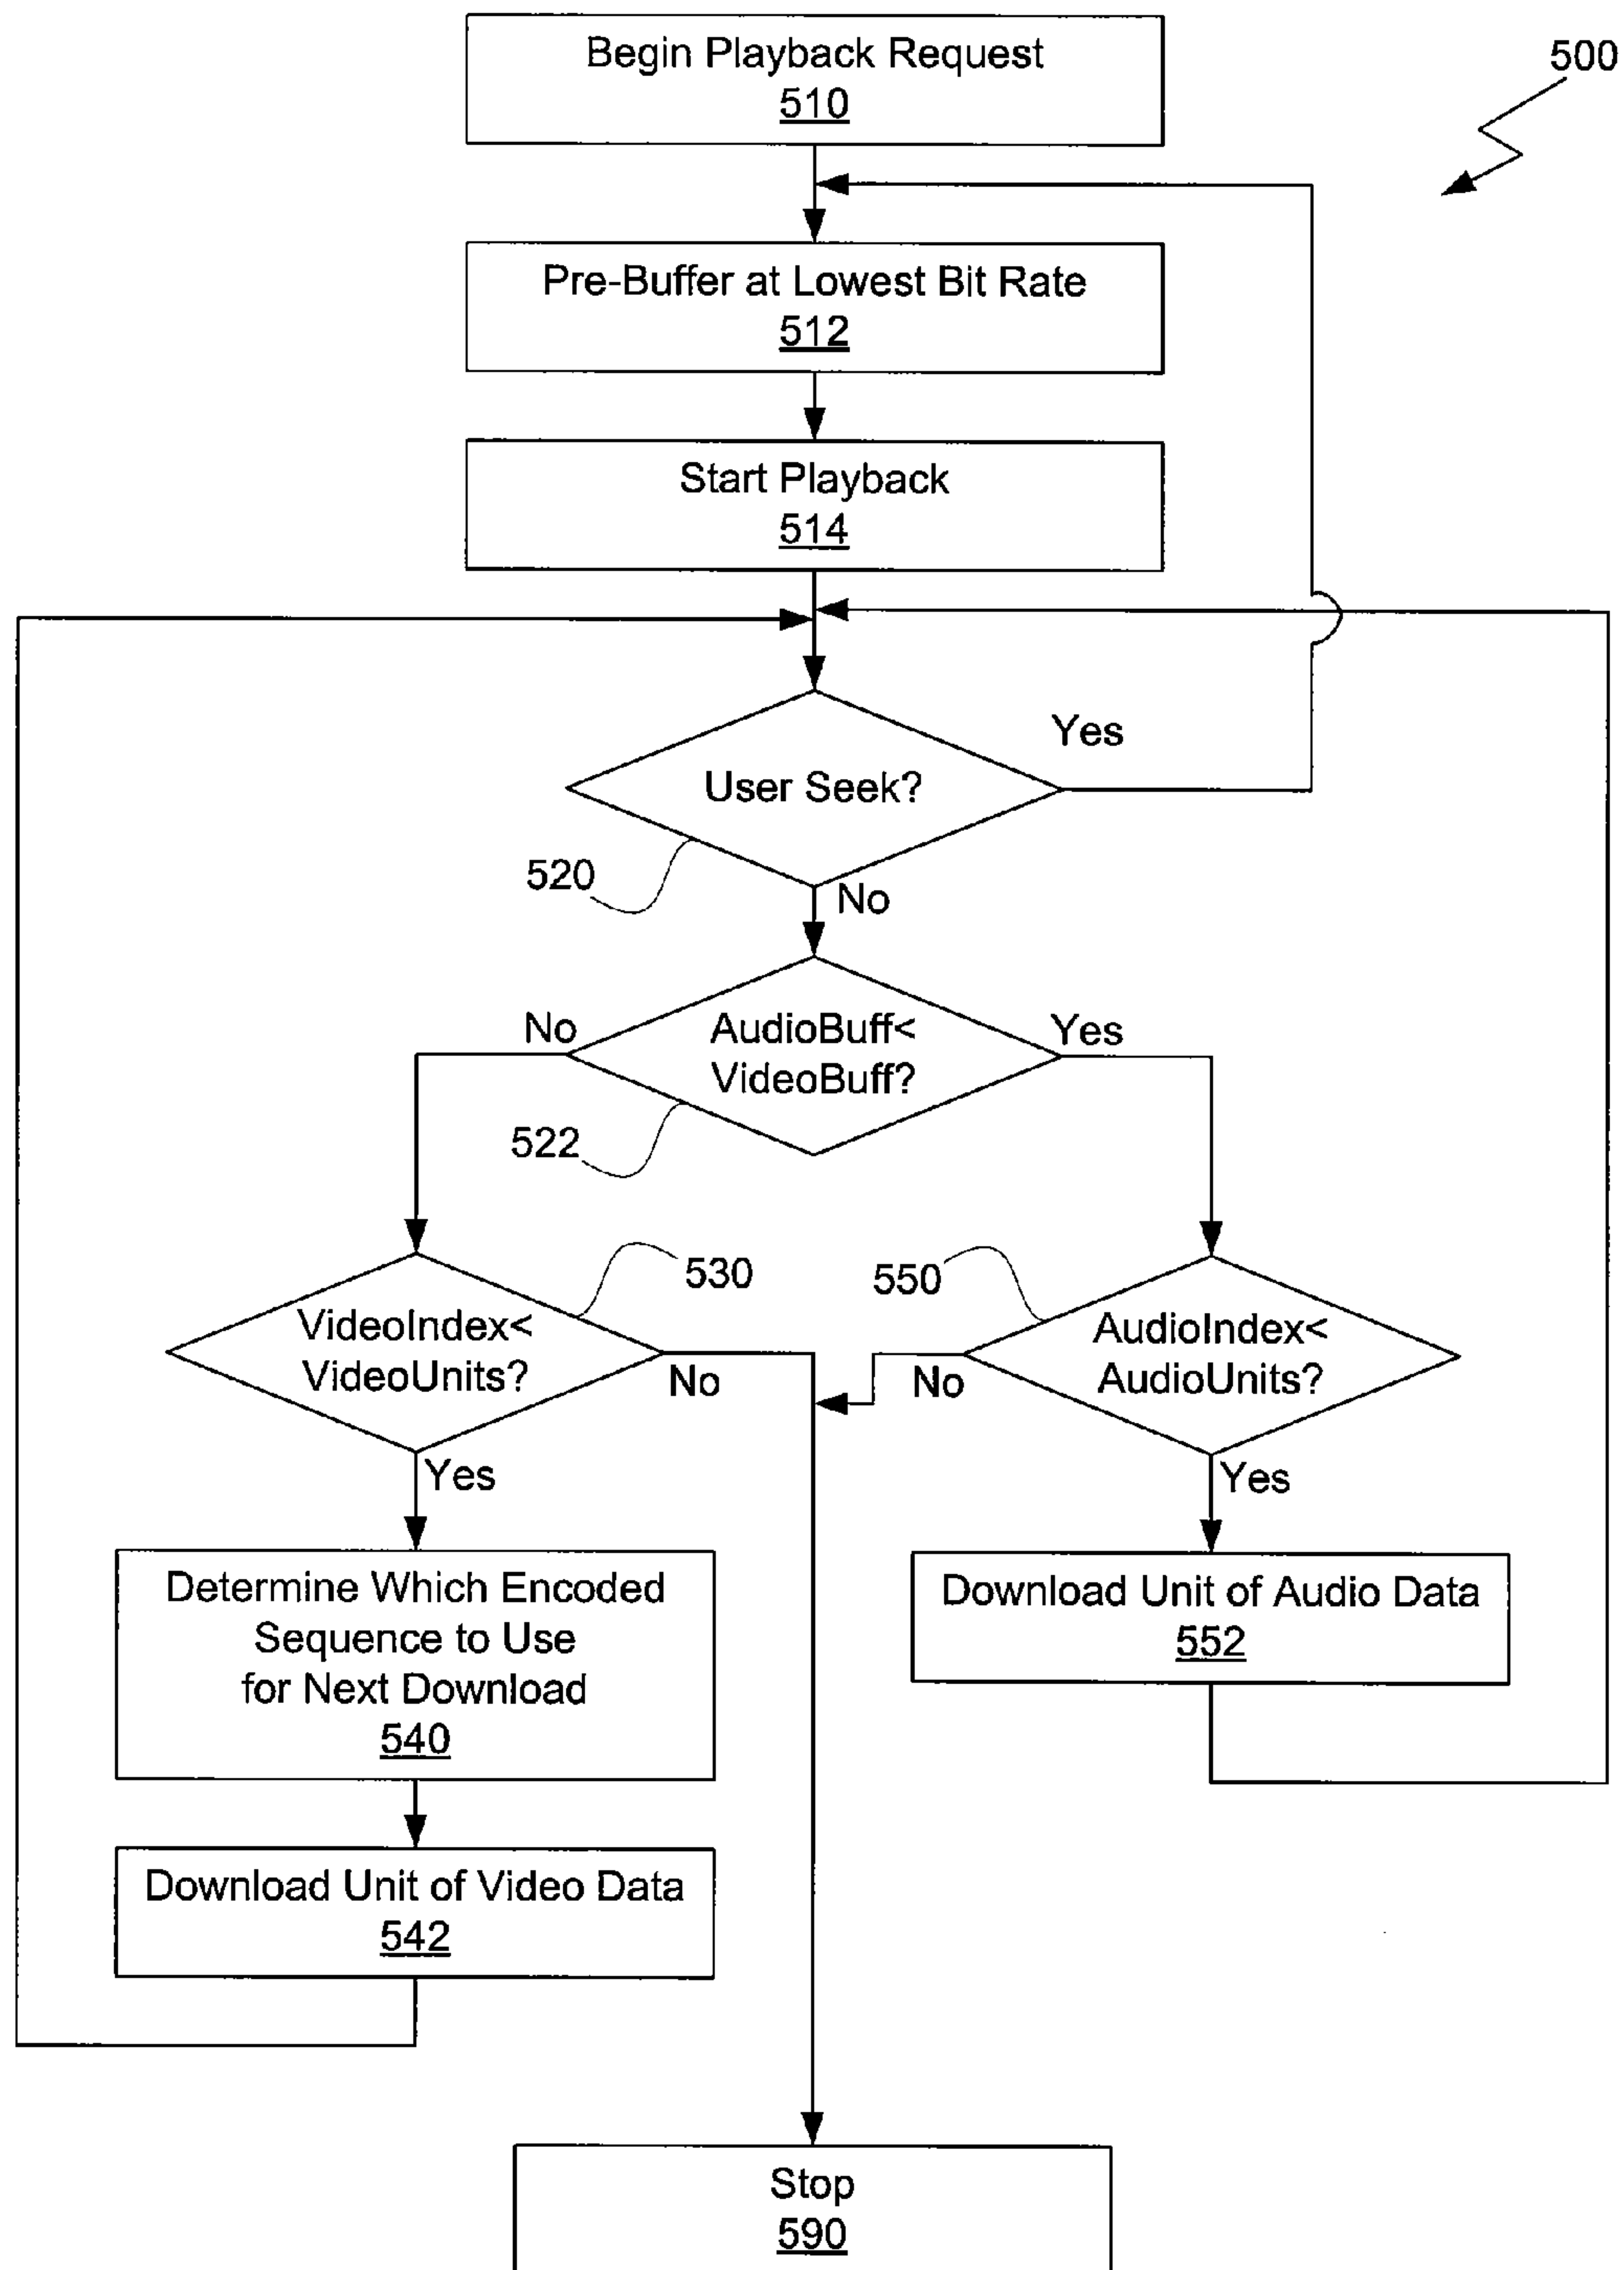 Begin Playback Request
510
500
Pre-Buffer at Lowest Bit Rate
512
Start Playback
514
User Seek?
Yes
520
No
AudioBuff<
VideoBuff?
No
Yes
522
530
550
VideoIndex<
VideoUnits?
No
AudioIndex<
AudioUnits?
No
Yes
Yes
Determine Which Encoded
Sequence to Use
for Next Download
540
Download Unit of Audio Data
552
Download Unit of Video Data
542
Stop
590